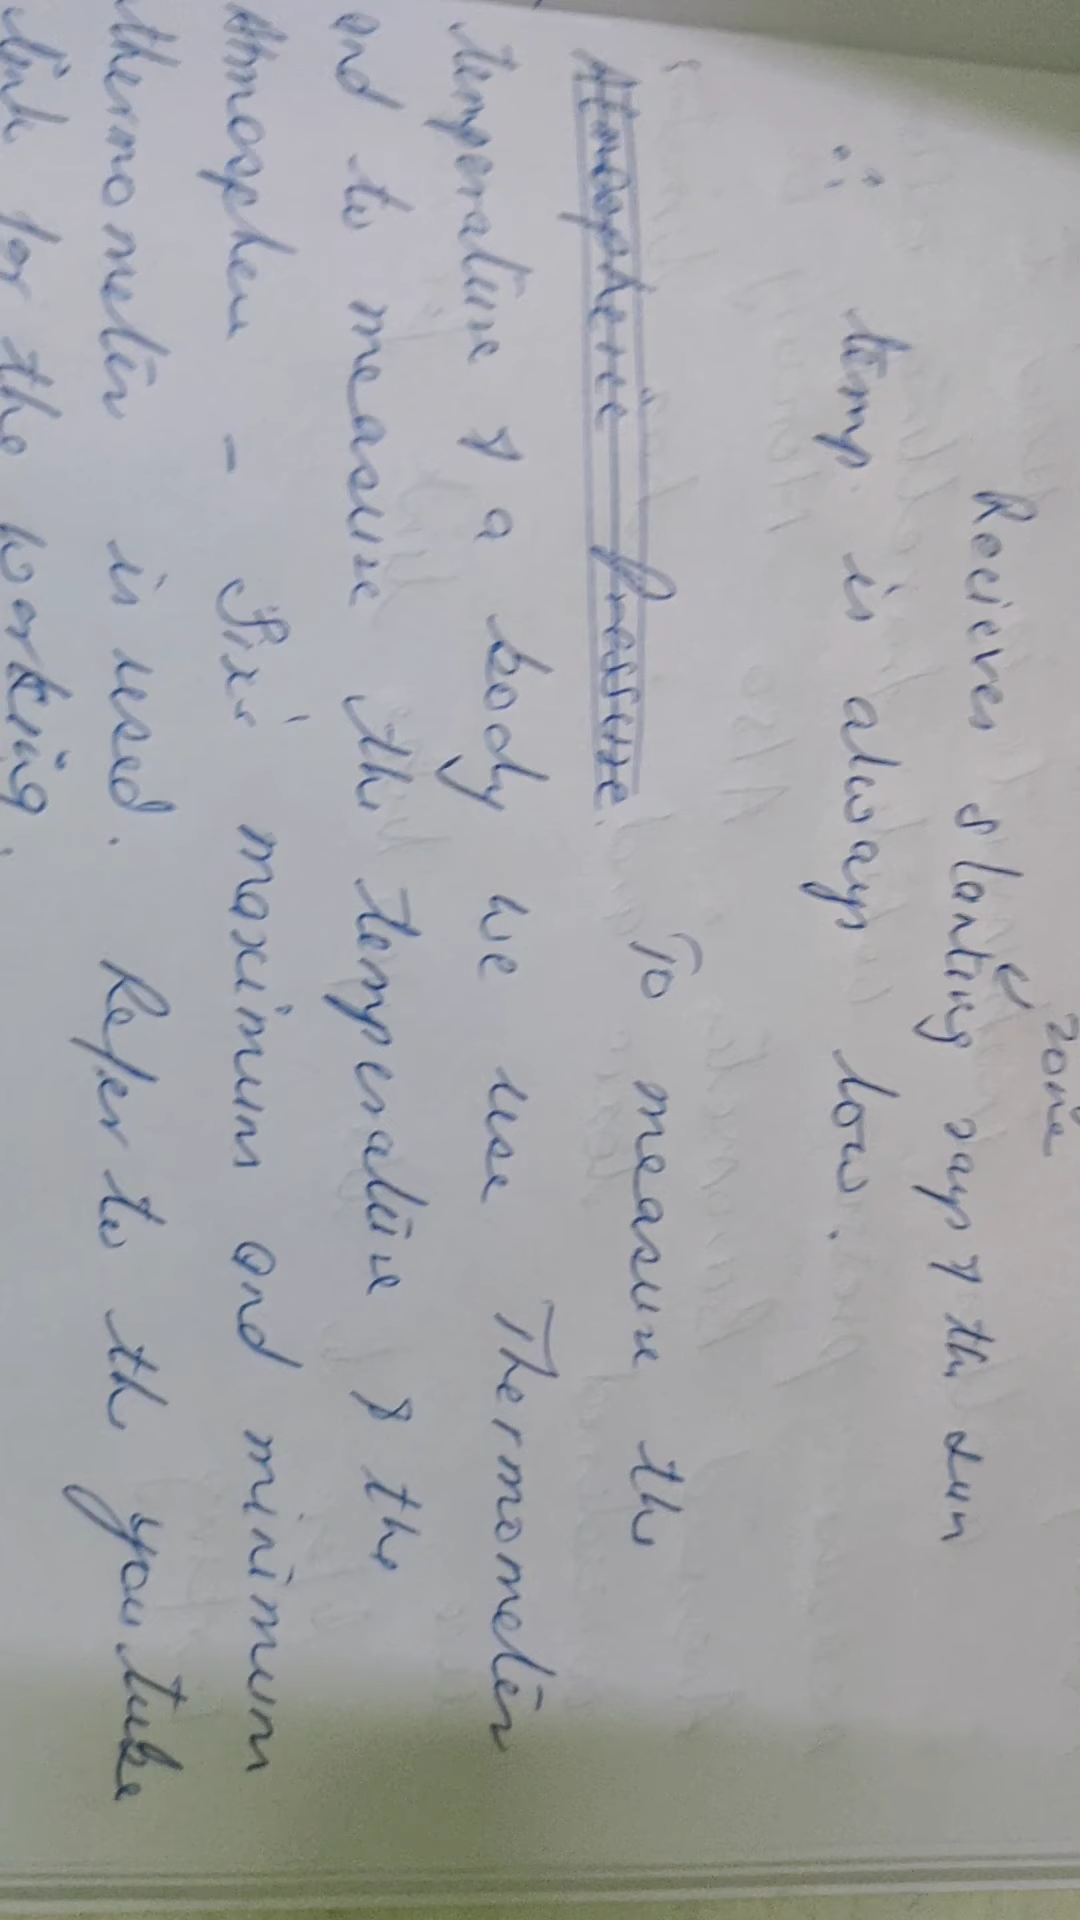 zone
Recieves slanting rays of the sun
∴ temp. is always low.
Atmospheric Pressure. To measure the
temperature of a body we use Thermometer
and to measure the temperature of the
Atmosphere - Six's maximum and minimum
thermometer is used. Refer to the youtube
link for the working.